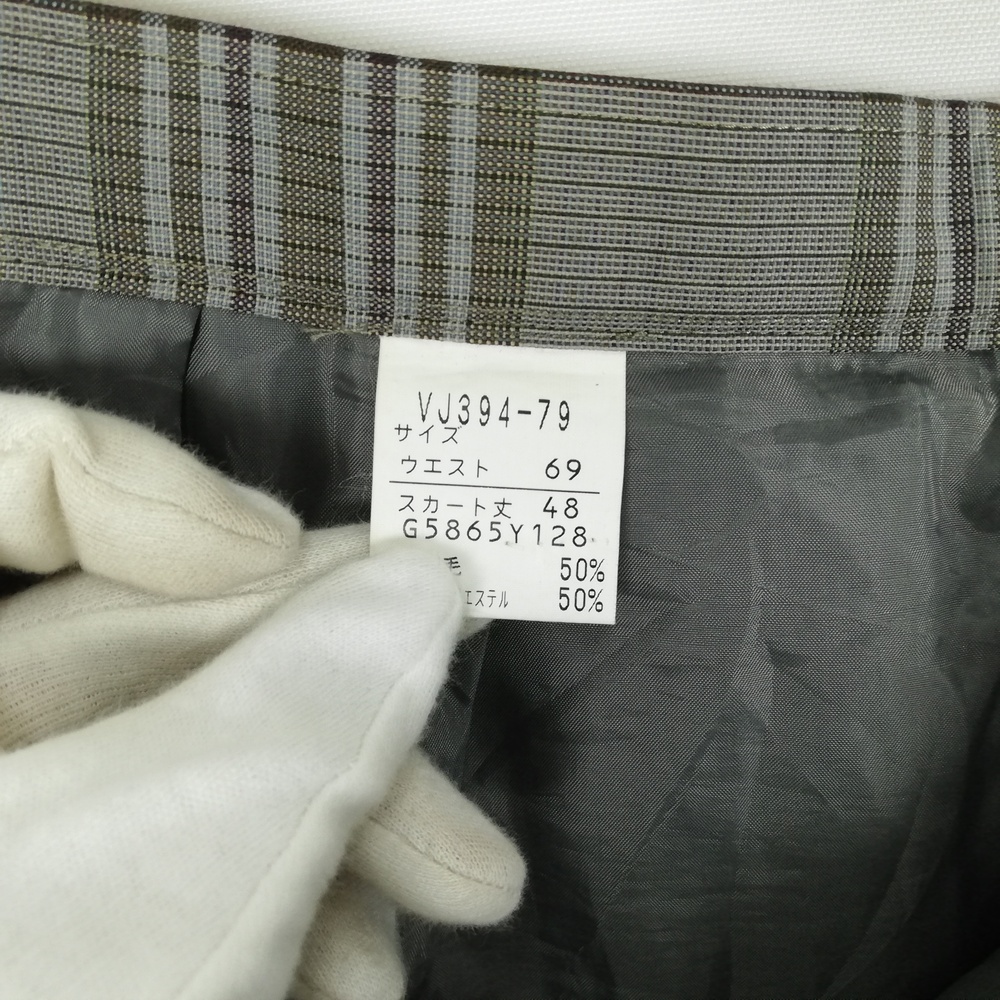 VJ394-79
サイズ
ウエスト 69
スカート丈 48
G5865Y128
毛 50%
エステル 50%